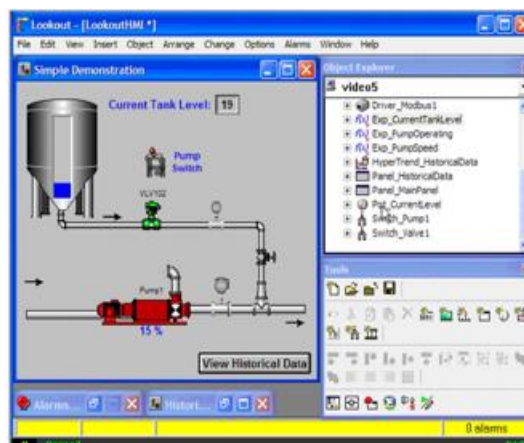 Lookout - [LookoutHMI *]
File Edit View Insert Object Arrange Change Options Alarms Window Help
Simple Demonstration
Current Tank Level: 19
Pump
Switch
VLV102
Pump1
15 %
View Historical Data
Object Explorer
video5
Driver_Modbus1
Exp_CurrentTankLevel
Exp_PumpOperating
Exp_PumpSpeed
HyperTrend_HistoricalData
Panel_HistoricalData
Panel_MainPanel
Pot_CurrentLevel
Switch_Pump1
Switch_Valve1
Tools
Alarms...
Histori...
0 alarms